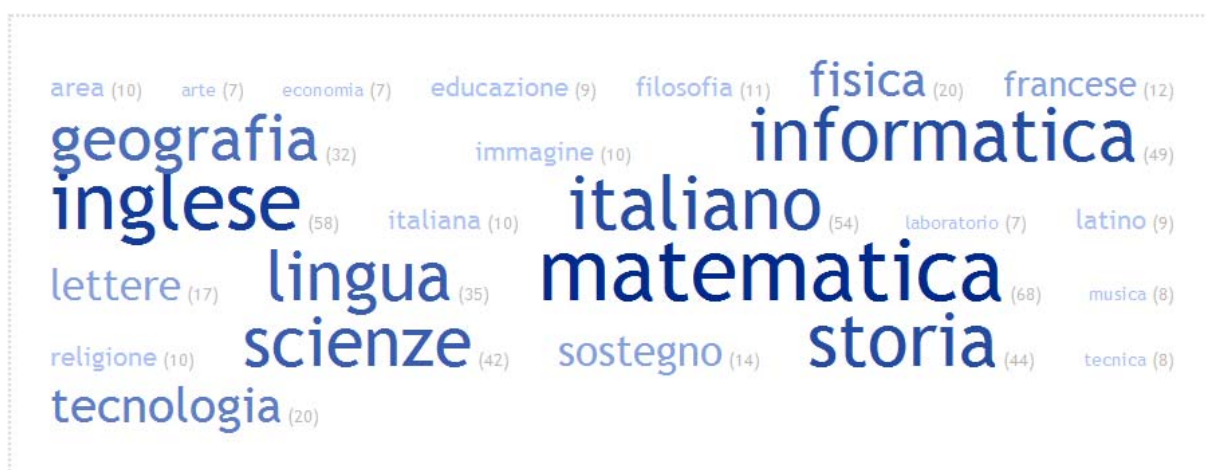 area (10) arte (7) economia (7) educazione (9) filosofia (11) fisica (20) francese (12)
geografia (32) immagine (10) informatica (49)
inglese (58) italiana (10) italiano (54) laboratorio (7) latino (9)
lettere (17) lingua (35) matematica (68) musica (8)
religione (10) scienze (42) sostegno (14) storia (44) tecnica (8)
tecnologia (20)